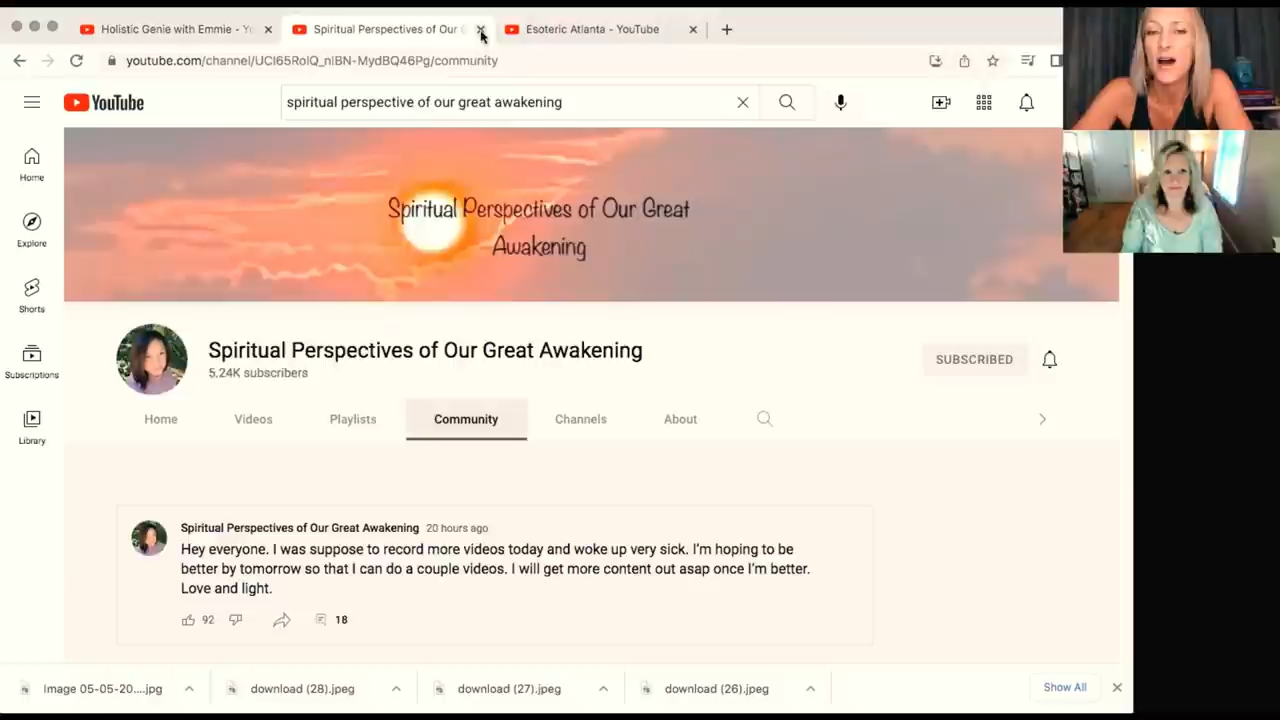 Holistic Genie with Emmie - Yo
Spiritual Perspectives of Our G
Esoteric Atlanta - YouTube
youtube.com/channel/UCl65RolQ_nlBN-MydBQ46Pg/community
YouTube
spiritual perspective of our great awakening
Home
Explore
Shorts
Subscriptions
Library
Spiritual Perspectives of Our Great
Awakening
Spiritual Perspectives of Our Great Awakening
5.24K subscribers
SUBSCRIBED
Home Videos Playlists Community Channels About
Spiritual Perspectives of Our Great Awakening 20 hours ago
Hey everyone. I was suppose to record more videos today and woke up very sick. I'm hoping to be
better by tomorrow so that I can do a couple videos. I will get more content out asap once I'm better.
Love and light.
92 18
Image 05-05-20....jpg download (28).jpeg download (27).jpeg download (26).jpeg Show All